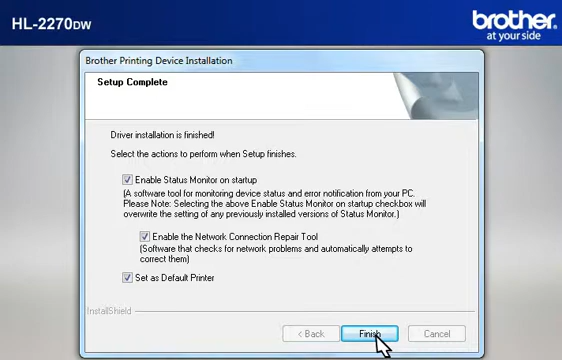 HL-2270DW
brother
at your side
Brother Printing Device Installation
Setup Complete
Driver installation is finished!
Select the actions to perform when Setup finishes.
Enable Status Monitor on startup
(A software tool for monitoring device status and error notification from your PC.
Please Note: Selecting the above Enable Status Monitor on startup checkbox will
overwrite the setting of any previously installed versions of Status Monitor.)
Enable the Network Connection Repair Tool
(Software that checks for network problems and automatically attempts to
correct them)
Set as Default Printer
InstallShield
< Back
Finish
Cancel